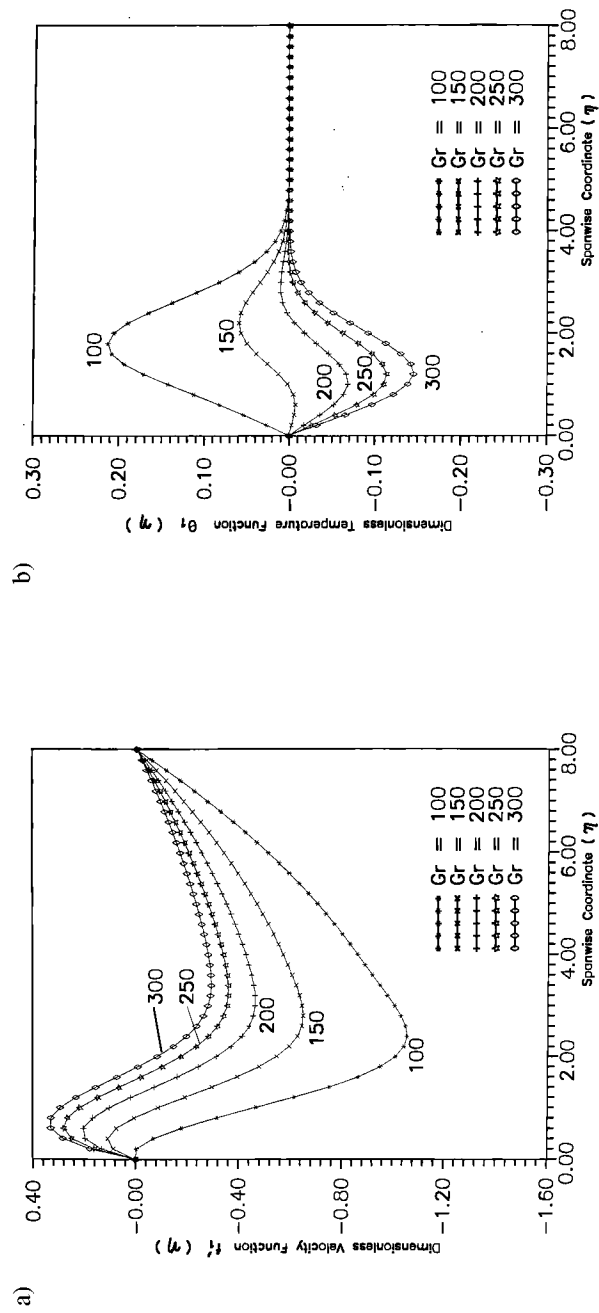 a)
0.40
-0.00
-0.40
-0.80
-1.20
-1.60
Dimensionless Velocity Function f₁′ ( η )
300
250
200
150
100
Gr = 100
Gr = 150
Gr = 200
Gr = 250
Gr = 300
0.00 2.00 4.00 6.00 8.00
Spanwise Coordinate ( η )
b)
0.30
0.20
0.10
-0.00
-0.10
-0.20
-0.30
Dimensionless Temperature Function θ₁ ( η )
100
150
200
250
300
Gr = 100
Gr = 150
Gr = 200
Gr = 250
Gr = 300
0.00 2.00 4.00 6.00 8.00
Spanwise Coordinate ( η )